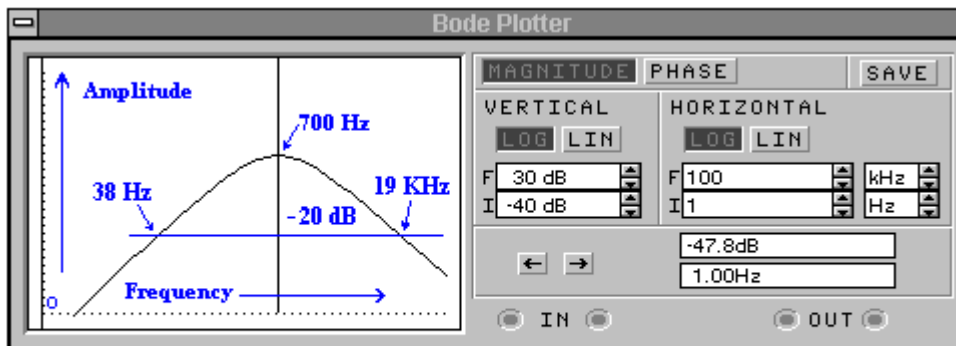 Bode Plotter
Amplitude
700 Hz
38 Hz
19 KHz
-20 dB
Frequency
0
MAGNITUDE PHASE SAVE
VERTICAL HORIZONTAL
LOG LIN LOG LIN
F 30 dB F 100 kHz
I -40 dB I 1 Hz
-47.8dB
← →
1.00Hz
IN OUT